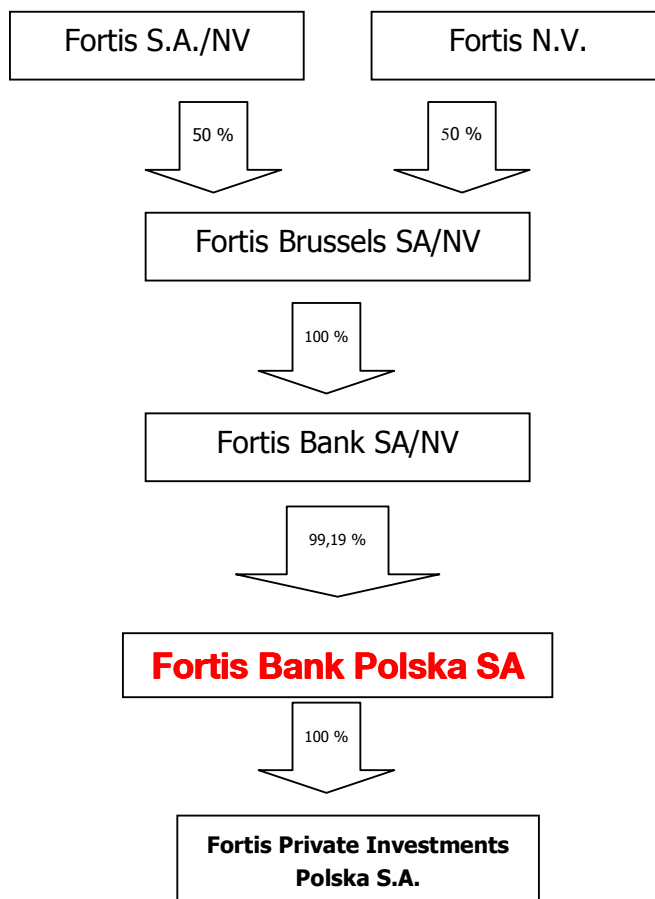 Fortis S.A./NV
Fortis N.V.
50 %
50 %
Fortis Brussels SA/NV
100 %
Fortis Bank SA/NV
99,19 %
Fortis Bank Polska SA
100 %
Fortis Private Investments
Polska S.A.